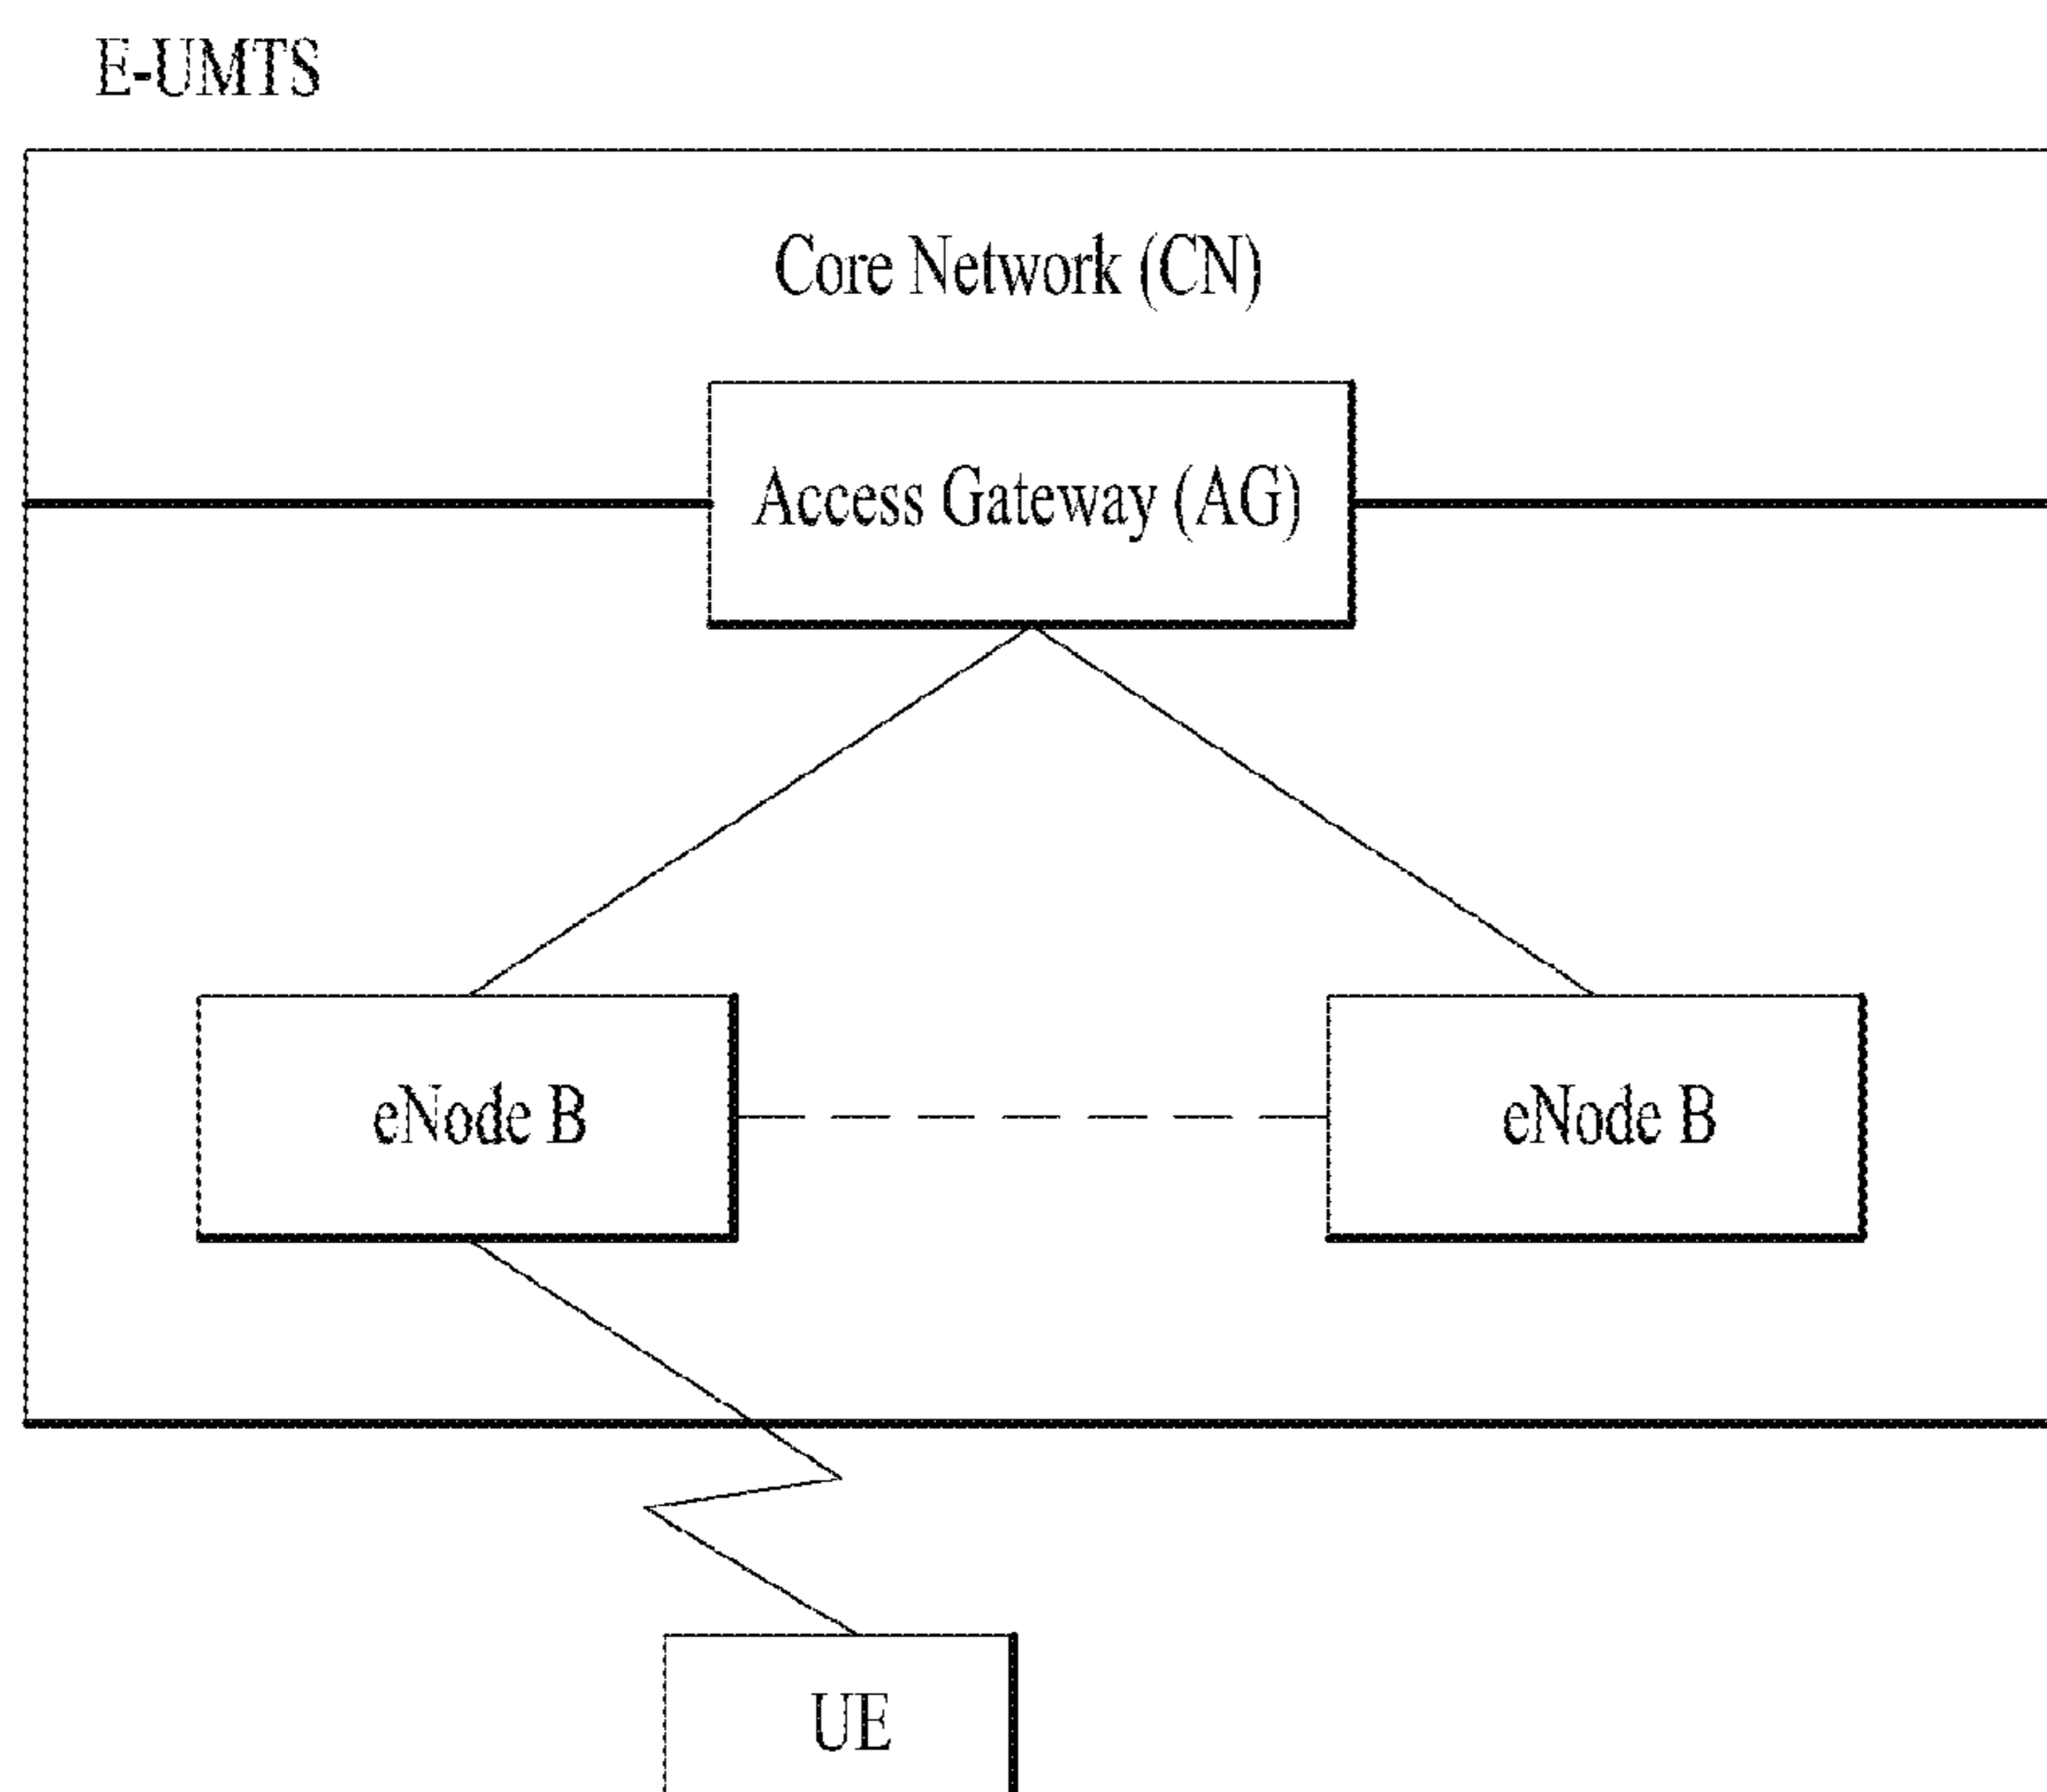 E-UMTS
Core Network (CN)
Access Gateway (AG)
eNode B
eNode B
UE